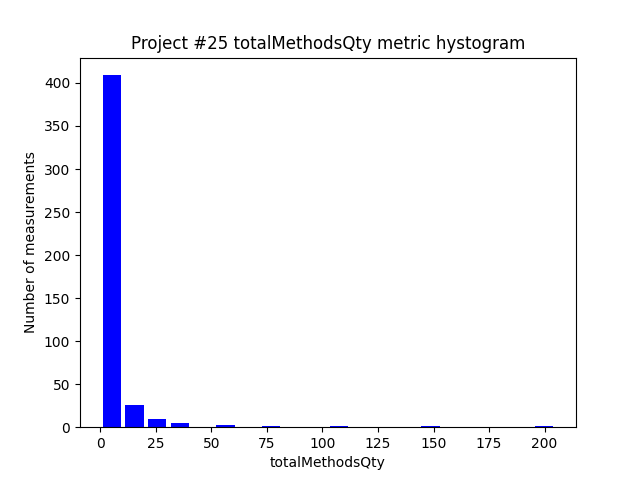 Project #25 totalMethodsQty metric hystogram
Number of measurements
400
350
300
250
200
150
100
50
0
0 25 50 75 100 125 150 175 200
totalMethodsQty